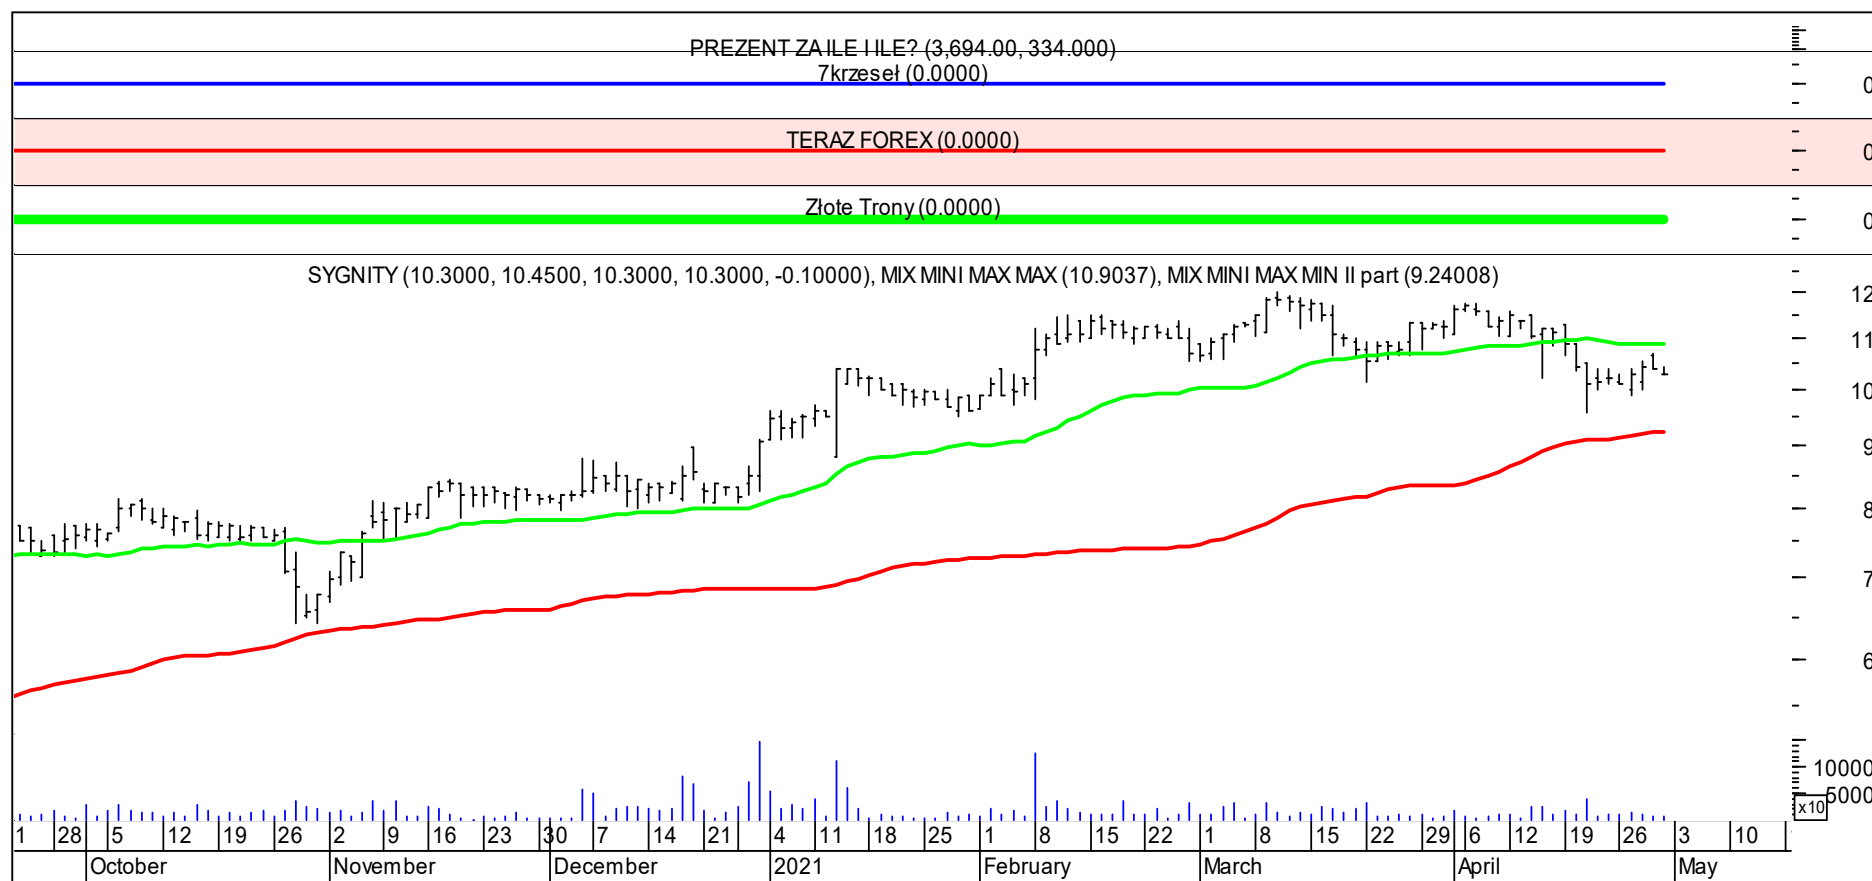 PREZENT ZA ILE I ILE? (3,694.00, 334.000)
7krzeseł (0.0000)
0
TERAZ FOREX (0.0000)
0
Złote Trony (0.0000)
0
SYGNITY (10.3000, 10.4500, 10.3000, 10.3000, -0.10000), MIX MINI MAX MAX (10.9037), MIX MINI MAX MIN II part (9.24008)
12
11
10
9
8
7
6
10000
5000
x10
1 28 5 12 19 26 2 9 16 23 30 7 14 21 4 11 18 25 1 8 15 22 1 8 15 22 29 6 12 19 26 3 10
October November December 2021 February March April May